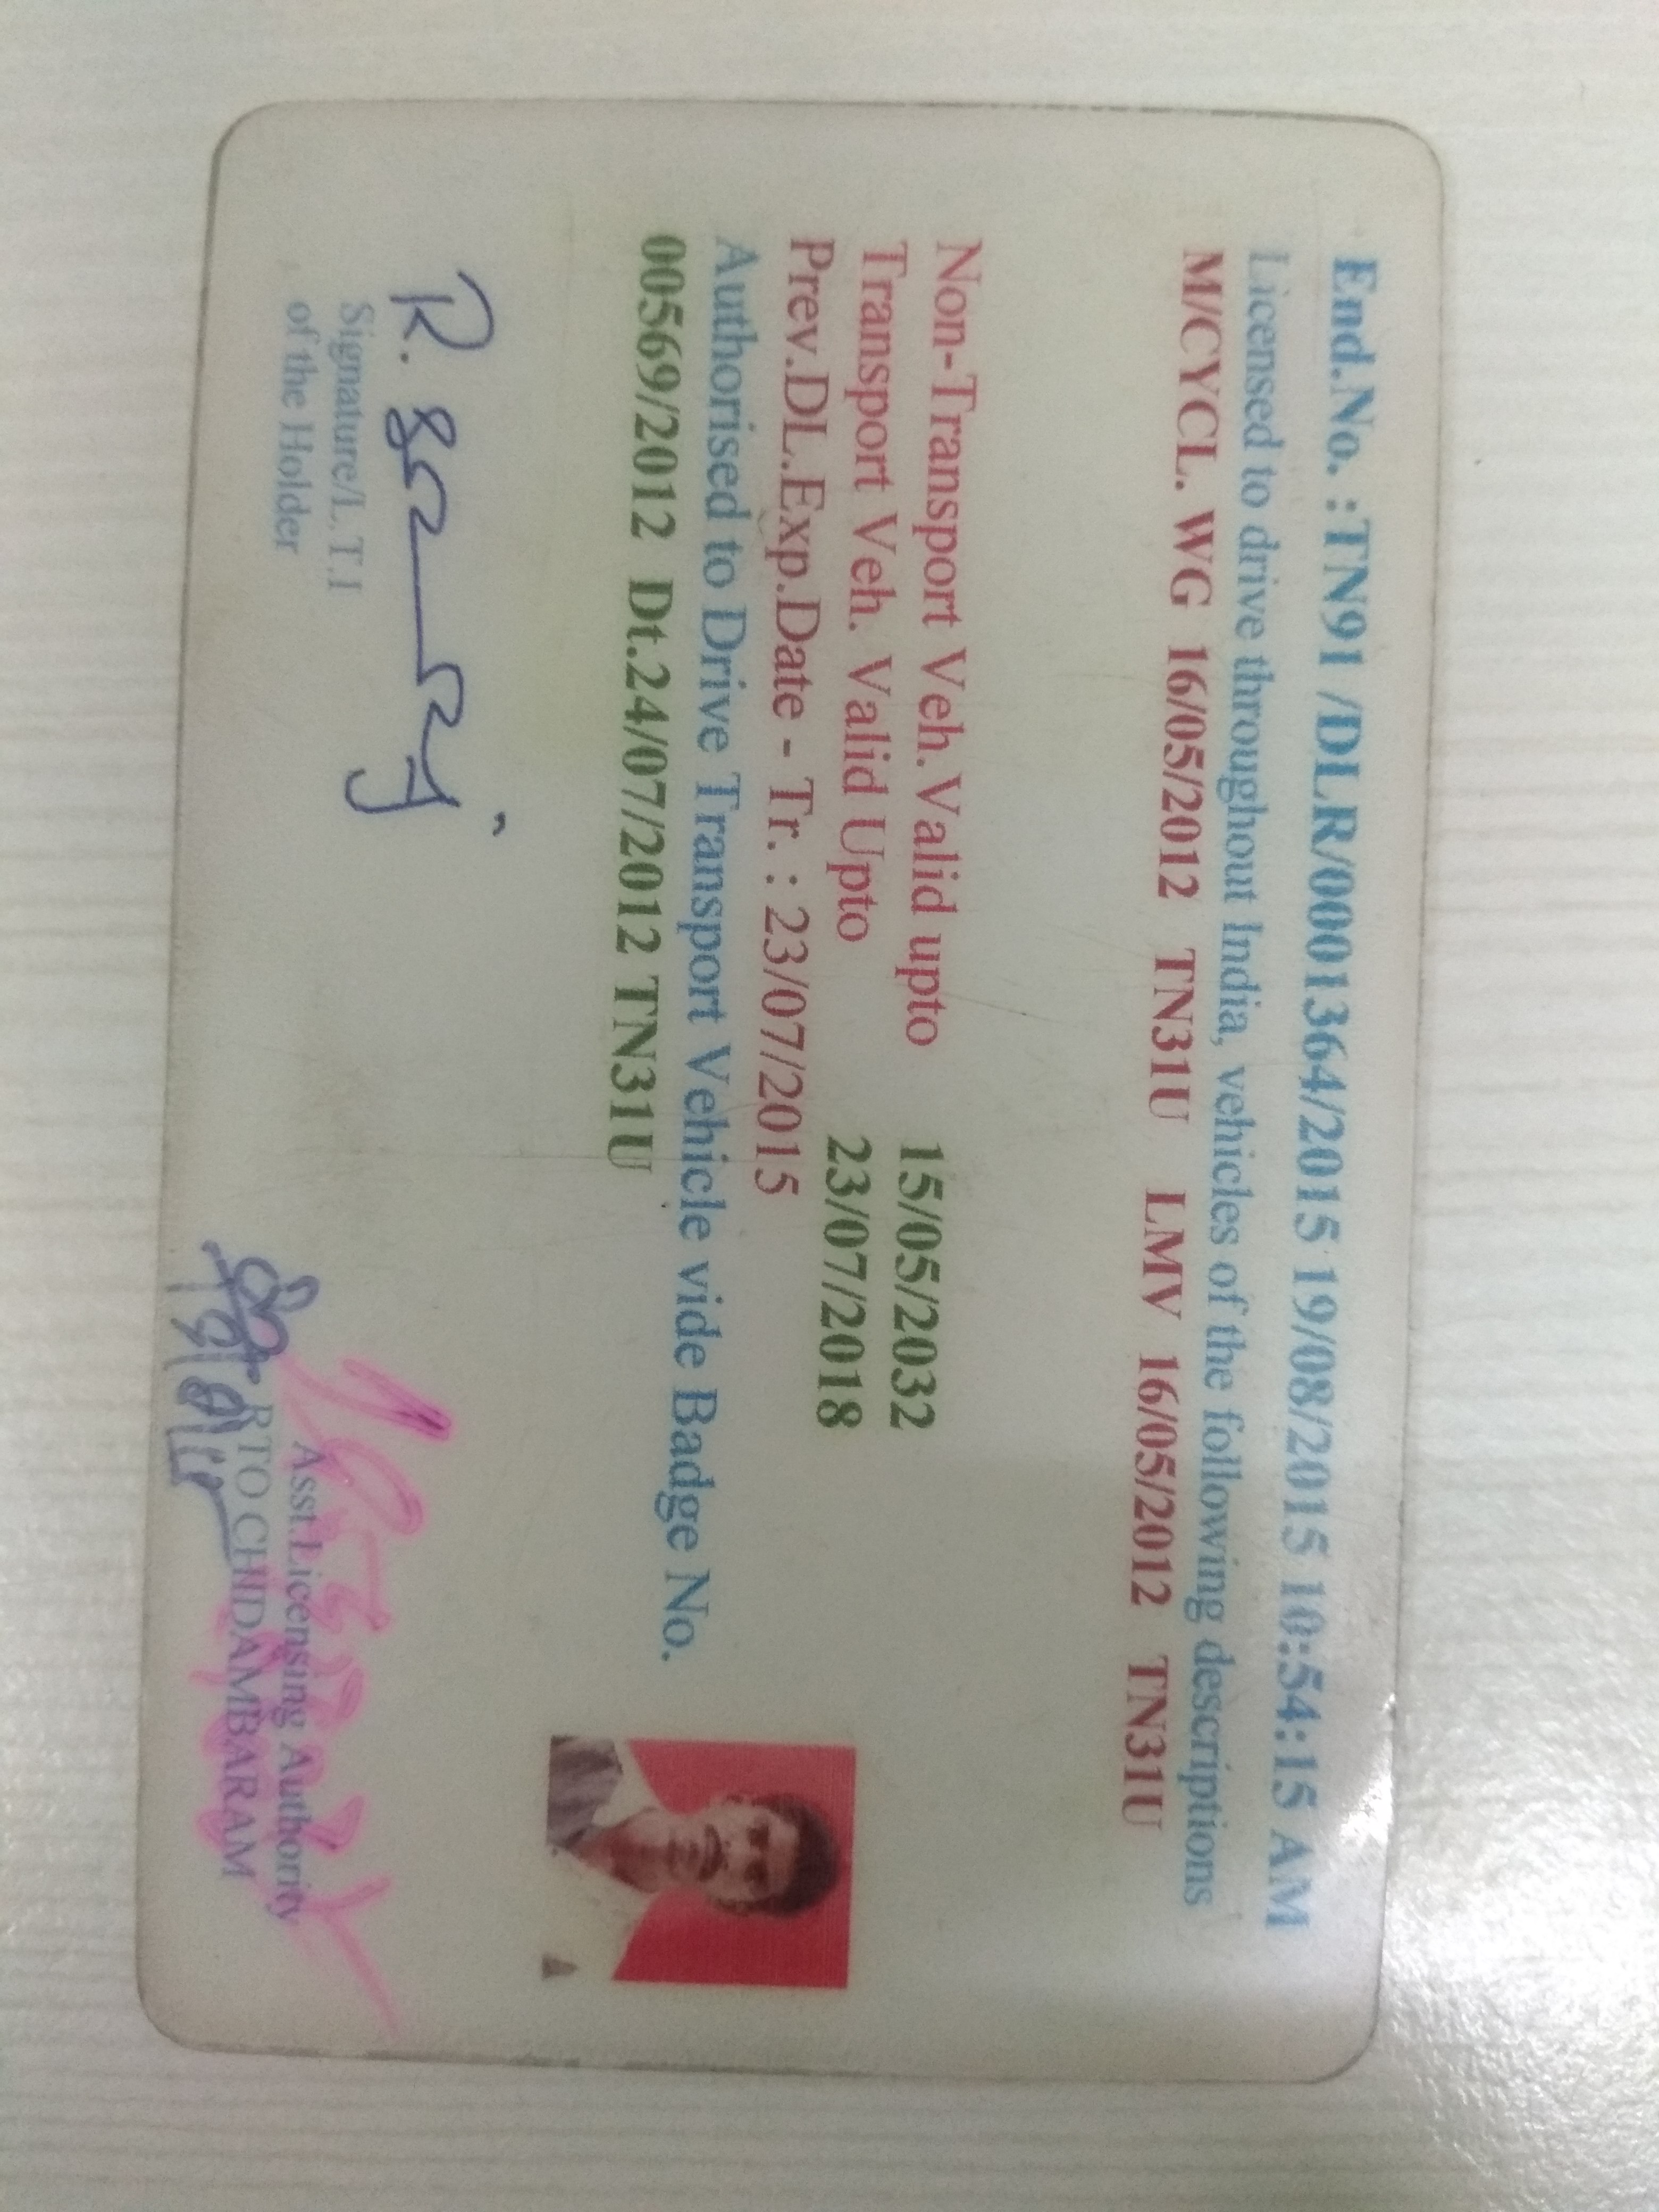 End.No. :TN91 /DLR/0001364/2015 19/08/2015 10:54:15 AM
Licensed to drive throughout India, vehicles of the following descriptions
M/CYCL. WG 16/05/2012 TN31U LMV 16/05/2012 TN31U
Non-Transport Veh.Valid upto 15/05/2032
Transport Veh. Valid Upto 23/07/2018
Prev.DL.Exp.Date - Tr. : 23/07/2015
Authorised to Drive Transport Vehicle vide Badge No.
00569/2012 Dt.24/07/2012 TN31U
R.
Signature/L.T.I
of the Holder
Asst.Licensing Authority
RTO CHIDAMBARAM